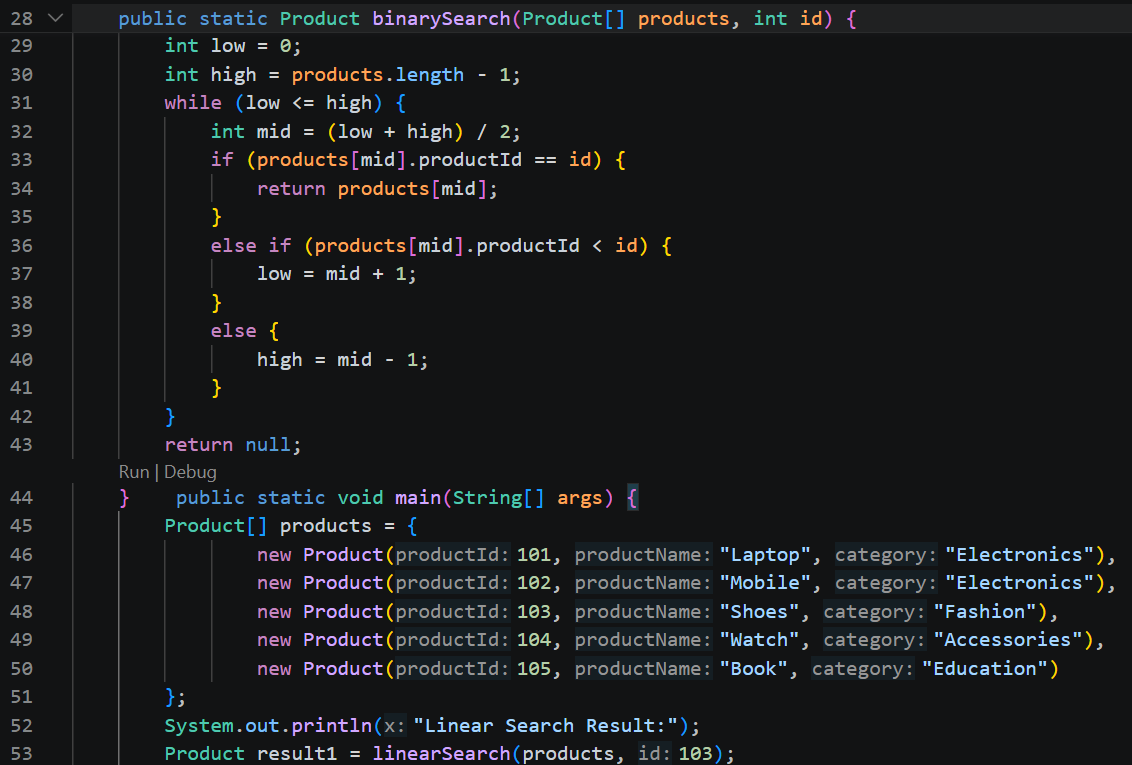 28 public static Product binarySearch(Product[] products, int id) {
29 int low = 0;
30 int high = products.length - 1;
31 while (low <= high) {
32 int mid = (low + high) / 2;
33 if (products[mid].productId == id) {
34 return products[mid];
35 }
36 else if (products[mid].productId < id) {
37 low = mid + 1;
38 }
39 else {
40 high = mid - 1;
41 }
42 }
43 return null;
Run | Debug
44 } public static void main(String[] args) {
45 Product[] products = {
46 new Product(productId: 101, productName: "Laptop", category: "Electronics"),
47 new Product(productId: 102, productName: "Mobile", category: "Electronics"),
48 new Product(productId: 103, productName: "Shoes", category: "Fashion"),
49 new Product(productId: 104, productName: "Watch", category: "Accessories"),
50 new Product(productId: 105, productName: "Book", category: "Education")
51 };
52 System.out.println(x: "Linear Search Result:");
53 Product result1 = linearSearch(products, id: 103);